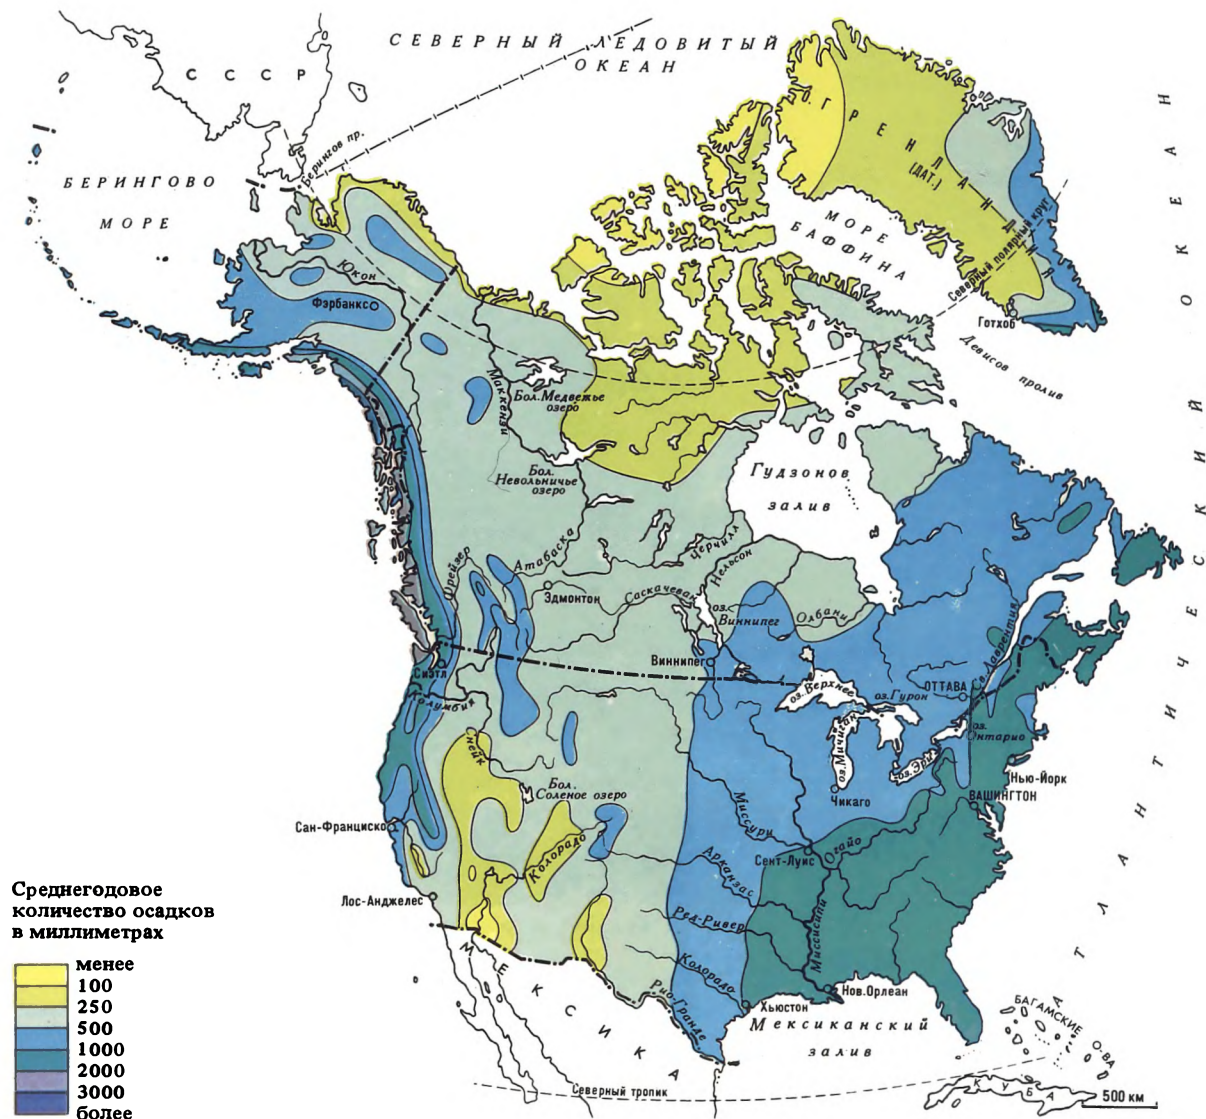 СЕВЕРНЫЙ ЛЕДОВИТЫЙ
ОКЕАН
СССР
Берингов пр.
БЕРИНГОВО
МОРЕ
О. ГРЕНЛАНДИЯ
(ДАТ.)
МОРЕ
БАФФИНА
Северный полярный круг
АТЛАНТИЧЕСКИЙ ОКЕАН
Юкон
Фэрбанкс
Готхоб
Девисов пролив
Маккензи
Бол. Медвежье
озеро
Бол.
Невольничье
озеро
Гудзонов
залив
Фрейзер
Атабаска
Черчилл
Нельсон
Эдмонтон
Саскачеван
оз.
Виннипег
Олбани
Виннипег
Св. Лаврентия
Сиэтл
Колумбия
ОТТАВА
оз. Верхнее
оз. Гурон
оз. Мичиган
оз.
Онтарио
оз. Эри
Снейк
Бол.
Соленое озеро
Нью-Йорк
ВАШИНГТОН
Чикаго
Миссури
Сан-Франциско
Колорадо
Сент-Луис
Огайо
Арканзас
Лос-Анджелес
Ред-Ривер
Миссисипи
Колорадо
Рио-Гранде
МЕКСИКА
Хьюстон
Нов. Орлеан
Мексиканский
залив
БАГАМСКИЕ О-ВА
Северный тропик
КУБА
500 км
Среднегодовое
количество осадков
в миллиметрах
менее
100
250
500
1000
2000
3000
более